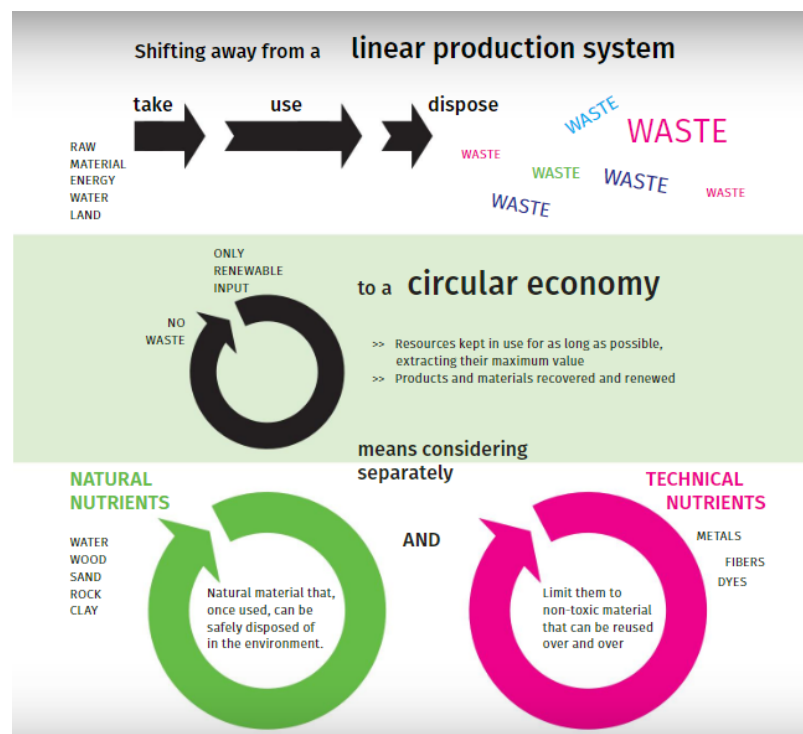 Shifting away from a linear production system
take use dispose
RAW
MATERIAL
ENERGY
WATER
LAND
WASTE
WASTE
WASTE
WASTE
WASTE
WASTE
WASTE
ONLY
RENEWABLE
INPUT
NO
WASTE
to a circular economy
>> Resources kept in use for as long as possible,
extracting their maximum value
>> Products and materials recovered and renewed
means considering
separately
NATURAL
NUTRIENTS
WATER
WOOD
SAND
ROCK
CLAY
Natural material that,
once used, can be
safely disposed of
in the environment.
AND
TECHNICAL
NUTRIENTS
METALS
FIBERS
DYES
Limit them to
non-toxic material
that can be reused
over and over